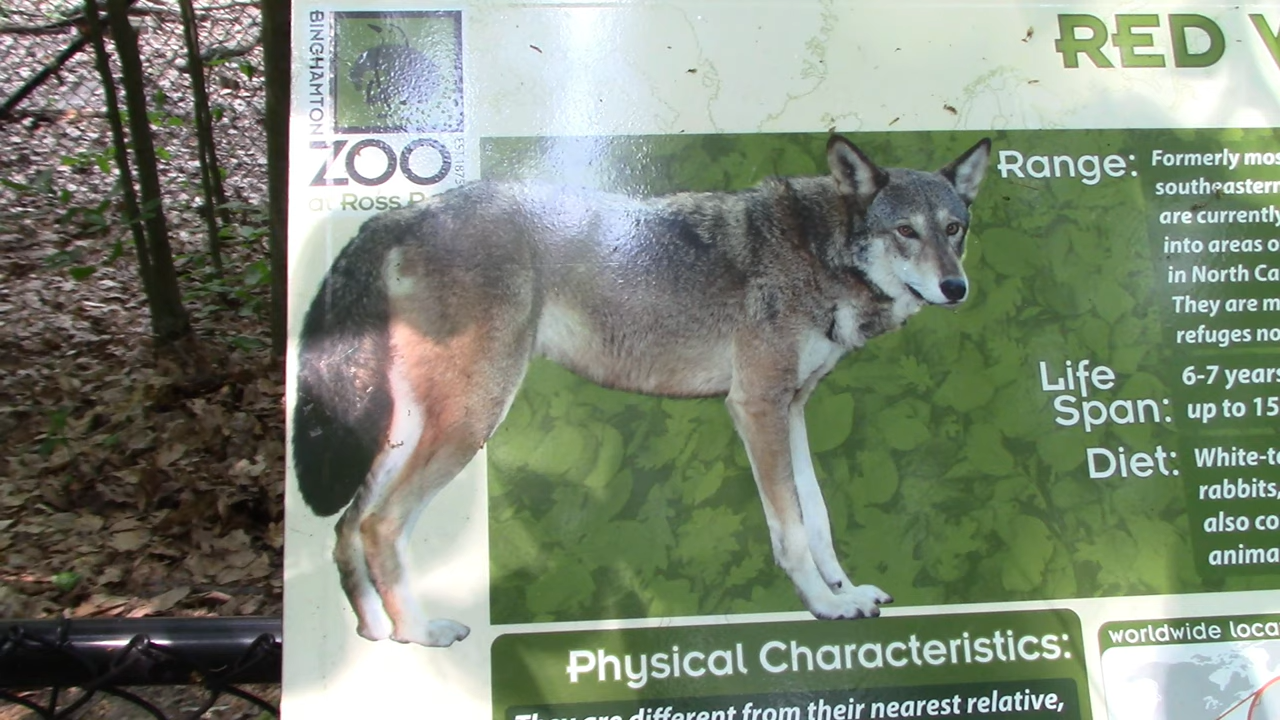 BINGHAMTON
ZOO
at Ross
RED
Range: Formerly mos
southeastern
are currently
into areas o
in North Ca
They are m
refuges no
Life Span: 6-7 years
up to 15
Diet: White-t
rabbits,
also co
anima
Physical Characteristics:
They are different from their nearest relative,
worldwide loca